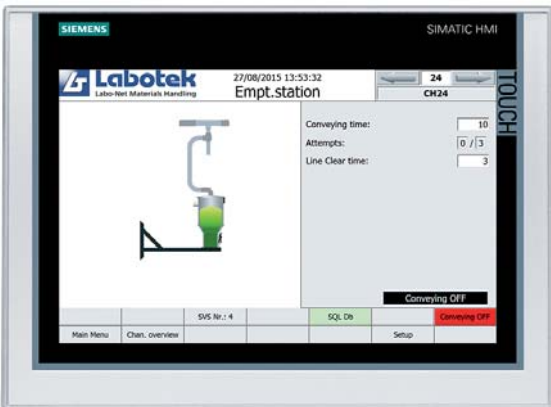 SIEMENS
SIMATIC HMI
TOUCH
Labotek
Labo-Net Materials Handling
27/08/2015 13:53:32
Empt.station
24
CH24
Conveying time: 10
Attempts: 0 / 3
Line Clear time: 3
Conveying OFF
SVS Nr.: 4
SQL Db
Conveying OFF
Main Menu
Chan. overview
Setup